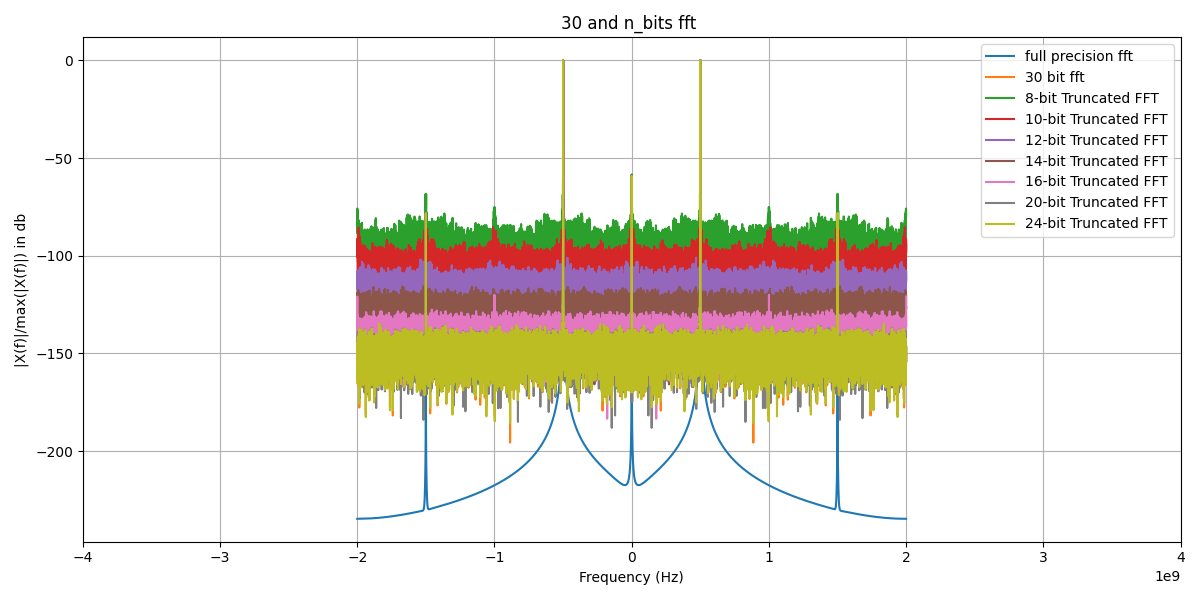 30 and n_bits fft
|X(f)|/max(|X(f)|) in db
0
−50
−100
−150
−200
full precision fft
30 bit fft
8-bit Truncated FFT
10-bit Truncated FFT
12-bit Truncated FFT
14-bit Truncated FFT
16-bit Truncated FFT
20-bit Truncated FFT
24-bit Truncated FFT
−4 −3 −2 −1 0 1 2 3 4
1e9
Frequency (Hz)